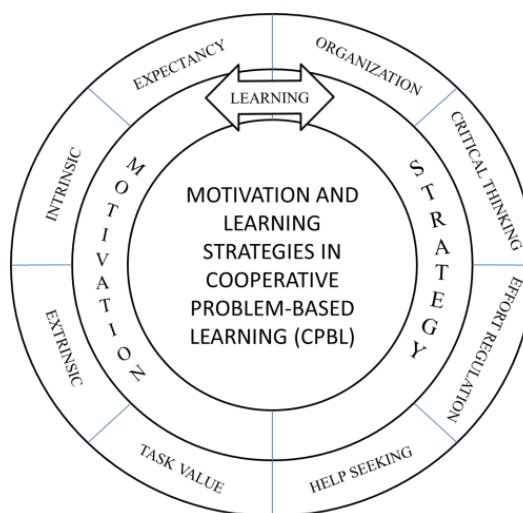 EXPECTANCY
ORGANIZATION
LEARNING
INTRINSIC
CRITICAL THINKING
MOTIVATION
STRATEGY
MOTIVATION AND
LEARNING
STRATEGIES IN
COOPERATIVE
PROBLEM-BASED
LEARNING (CPBL)
EXTRINSIC
EFFORT REGULATION
TASK VALUE
HELP SEEKING